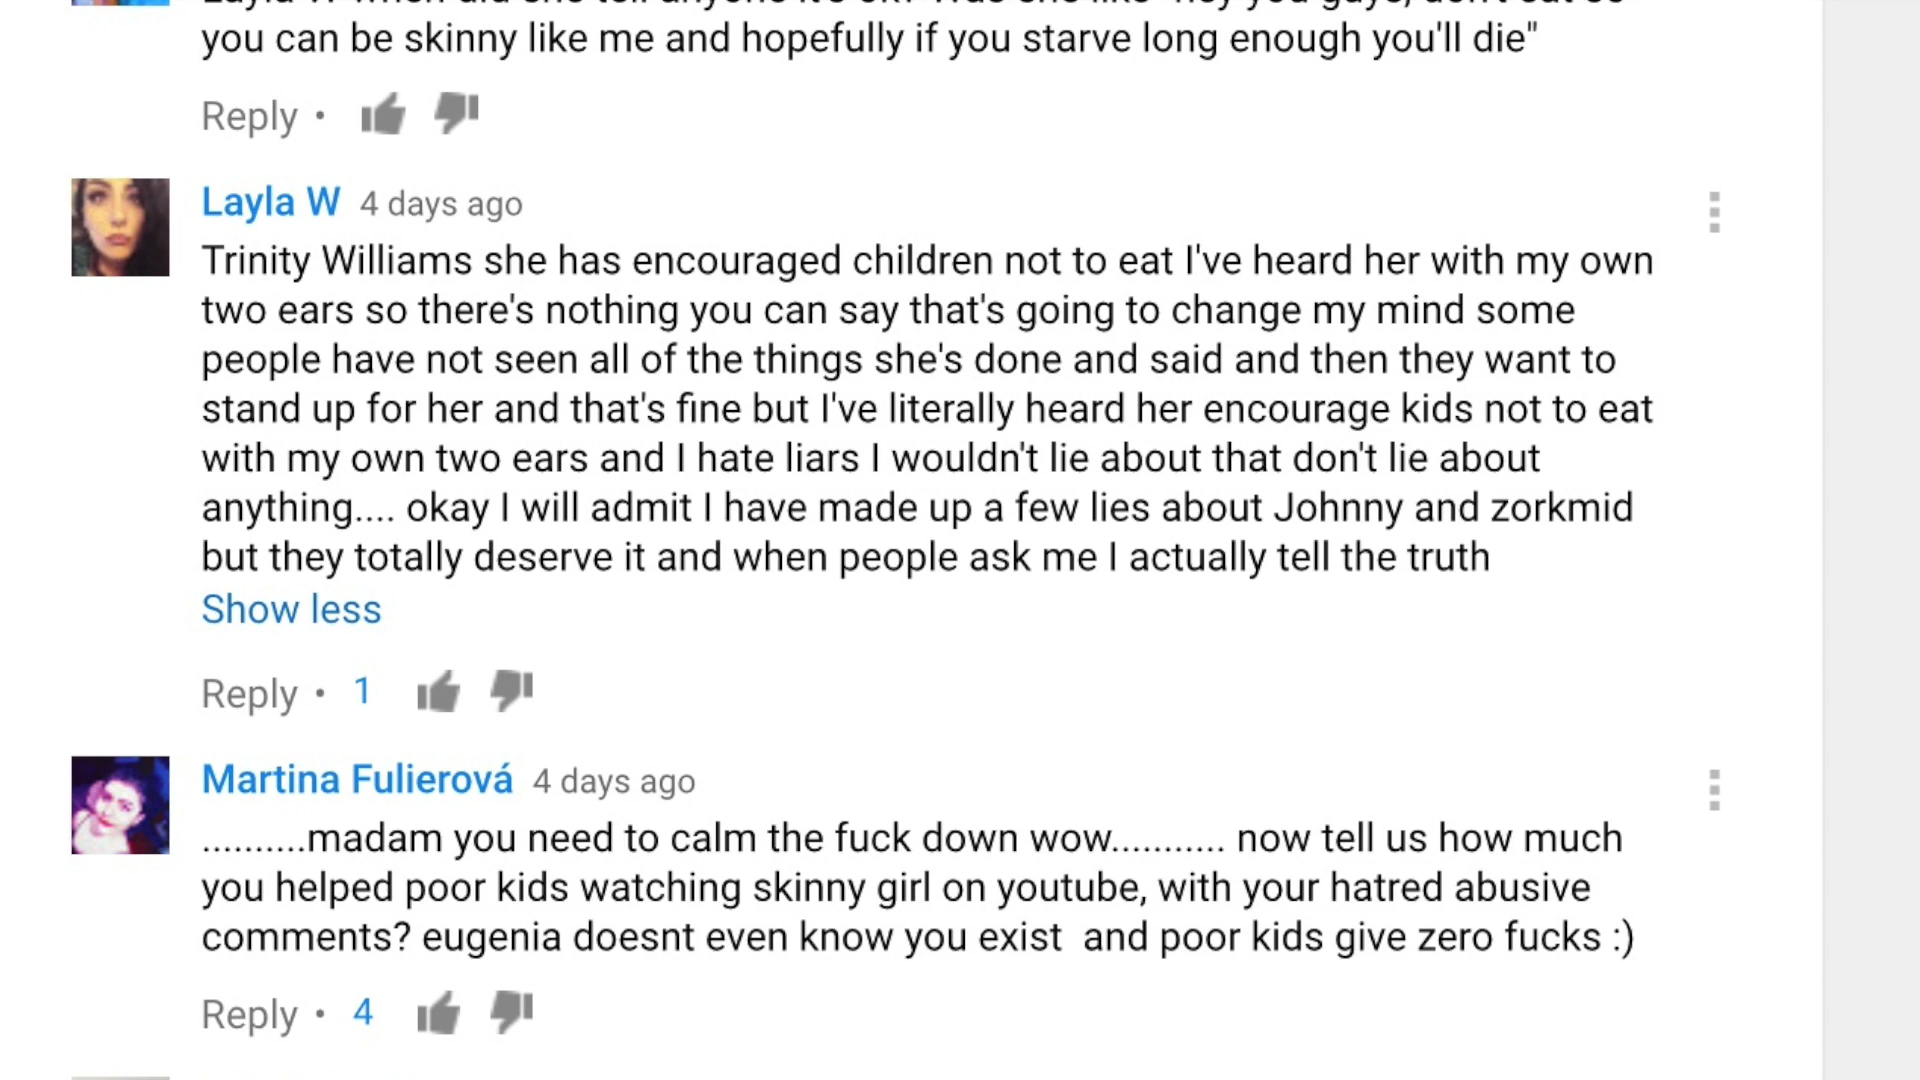 you can be skinny like me and hopefully if you starve long enough you'll die"
Reply •
Layla W 4 days ago
Trinity Williams she has encouraged children not to eat I've heard her with my own
two ears so there's nothing you can say that's going to change my mind some
people have not seen all of the things she's done and said and then they want to
stand up for her and that's fine but I've literally heard her encourage kids not to eat
with my own two ears and I hate liars I wouldn't lie about that don't lie about
anything.... okay I will admit I have made up a few lies about Johnny and zorkmid
but they totally deserve it and when people ask me I actually tell the truth
Show less
Reply • 1
Martina Fulierová 4 days ago
..........madam you need to calm the fuck down wow........... now tell us how much
you helped poor kids watching skinny girl on youtube, with your hatred abusive
comments? eugenia doesnt even know you exist  and poor kids give zero fucks :)
Reply • 4